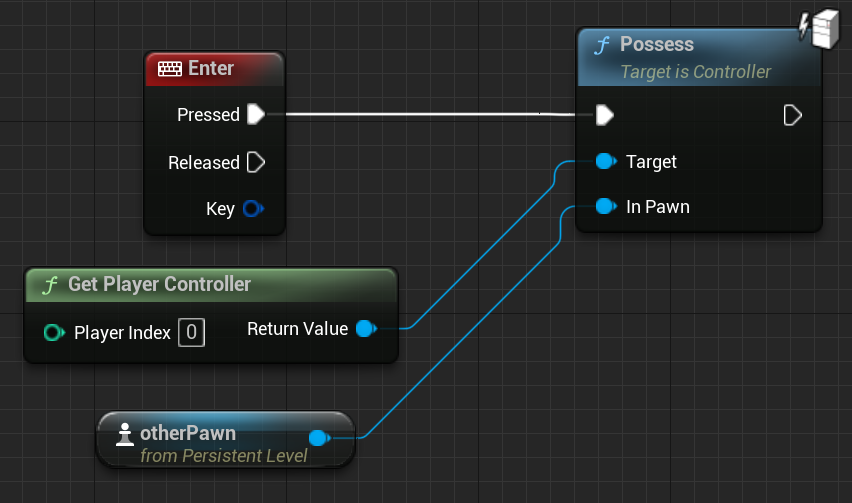 Enter
Pressed
Released
Key
f Possess
Target is Controller
Target
In Pawn
f Get Player Controller
Player Index 0 Return Value
otherPawn
from Persistent Level